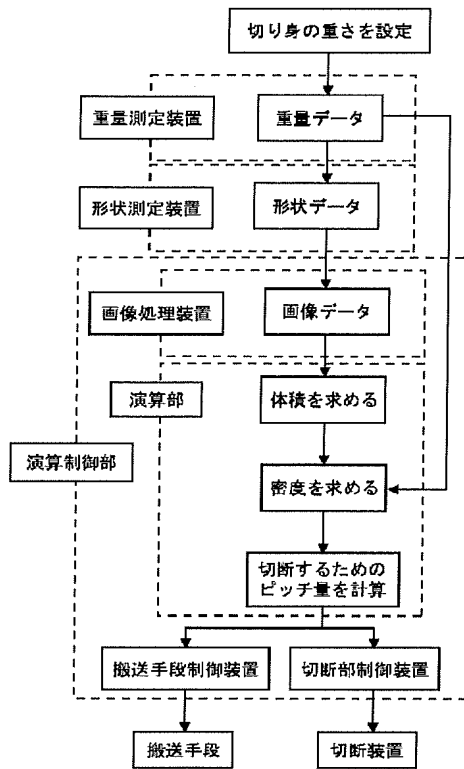 切り身の重さを設定
重量測定装置
重量データ
形状測定装置
形状データ
画像処理装置
画像データ
演算部
体積を求める
演算制御部
密度を求める
切断するための
ピッチ量を計算
搬送手段制御装置
切断部制御装置
搬送手段
切断装置